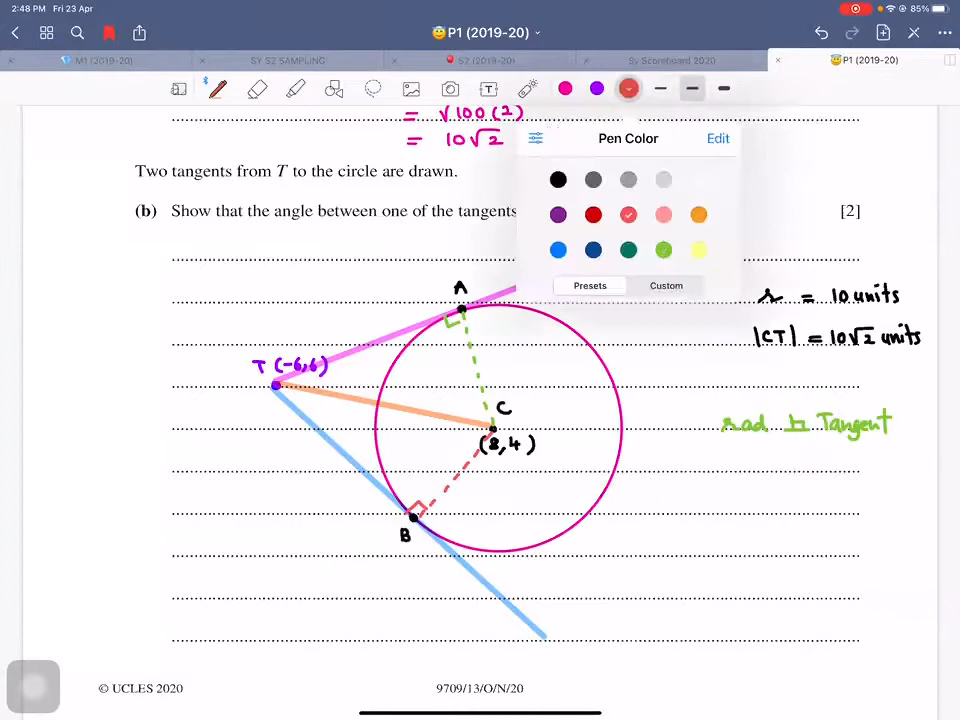 2:48 PM Fri 23 Apr
85%
P1 (2019-20)
M1 (2019-20)
SY S2 SAMPLING
S2 (2019-20)
Sy Scoreboard 2020
P1 (2019-20)
= √100(2)
= 10√2
Pen Color
Edit
Two tangents from T to the circle are drawn.
(b) Show that the angle between one of the tangents
[2]
Presets
Custom
A
r = 10 units
|CT| = 10√2 units
T (-6,6)
C
(8,4)
rad ⊥ Tangent
B
© UCLES 2020
9709/13/O/N/20